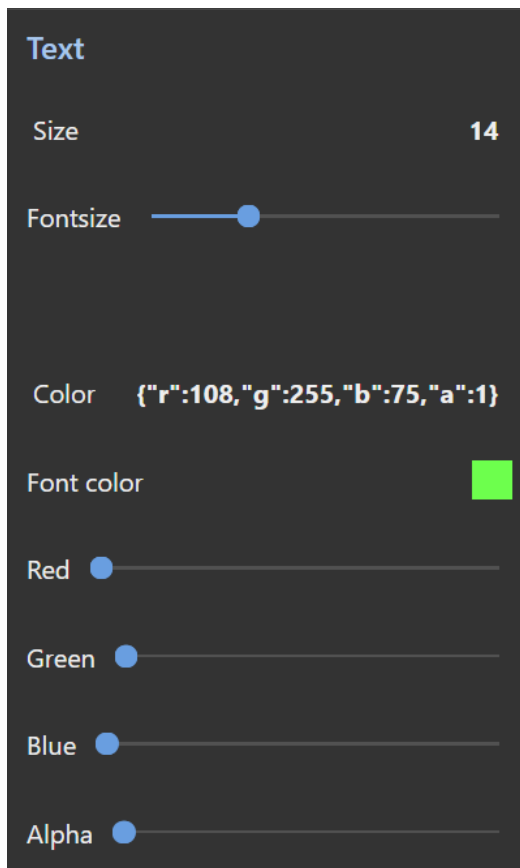 Text
Size 14
Fontsize
Color {"r":108,"g":255,"b":75,"a":1}
Font color
Red
Green
Blue
Alpha